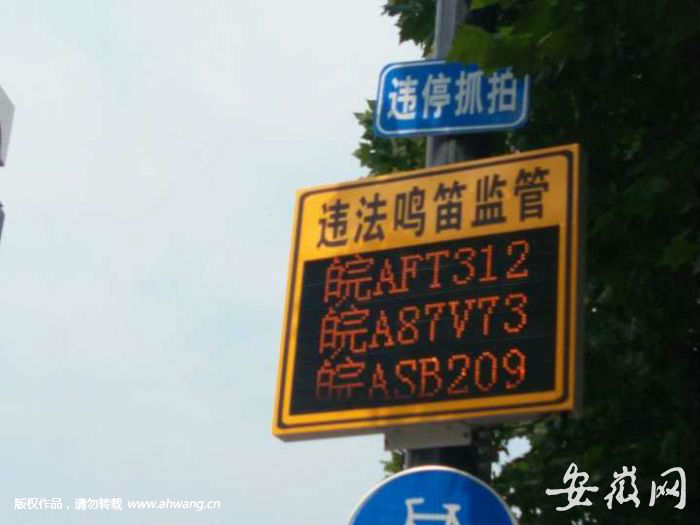 违停抓拍
违法鸣笛监管
皖AFT312
皖A87V73
皖ASB209
安徽网
版权作品，请勿转载 www.ahwang.cn